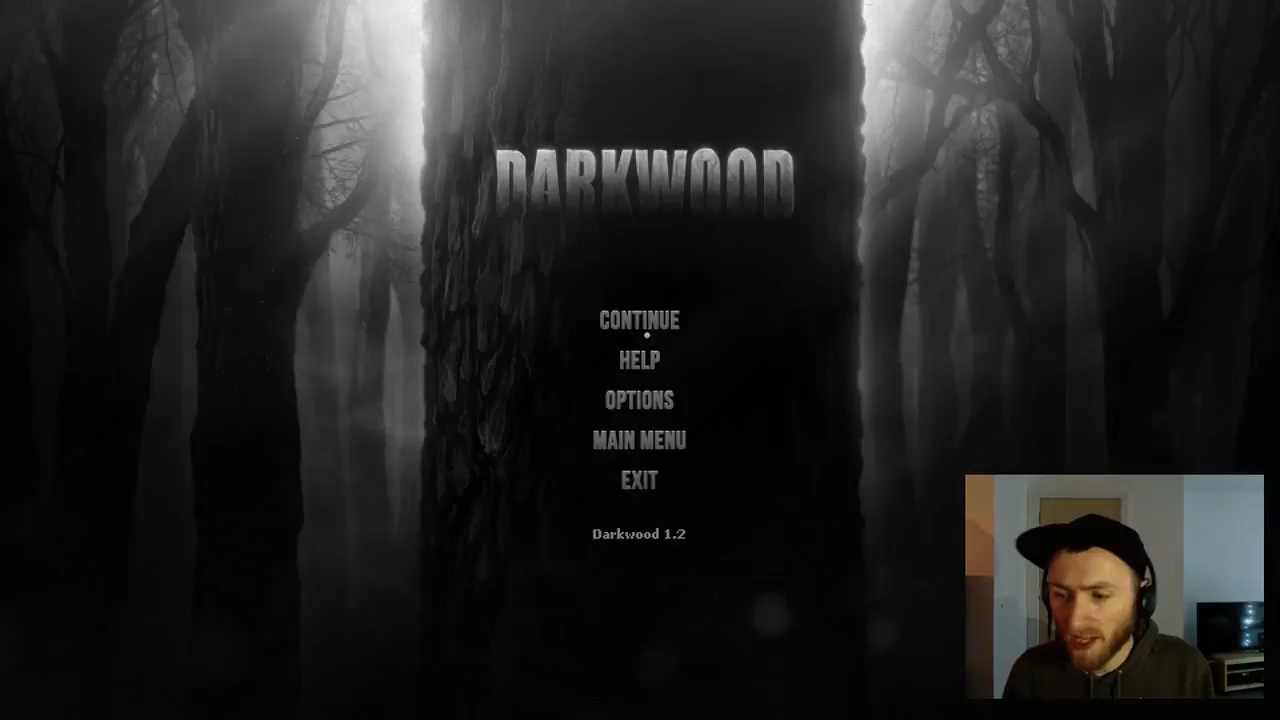 DARKWOOD
CONTINUE
HELP
OPTIONS
MAIN MENU
EXIT
Darkwood 1.2